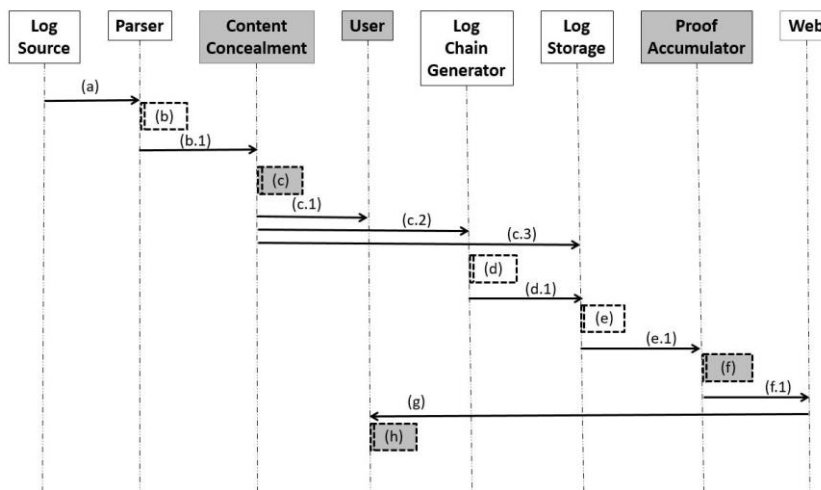 Log
Source
Parser
Content
Concealment
User
Log
Chain
Generator
Log
Storage
Proof
Accumulator
Web
(a)
(b)
(b.1)
(c)
(c.1)
(c.2)
(c.3)
(d)
(d.1)
(e)
(e.1)
(f)
(f.1)
(g)
(h)